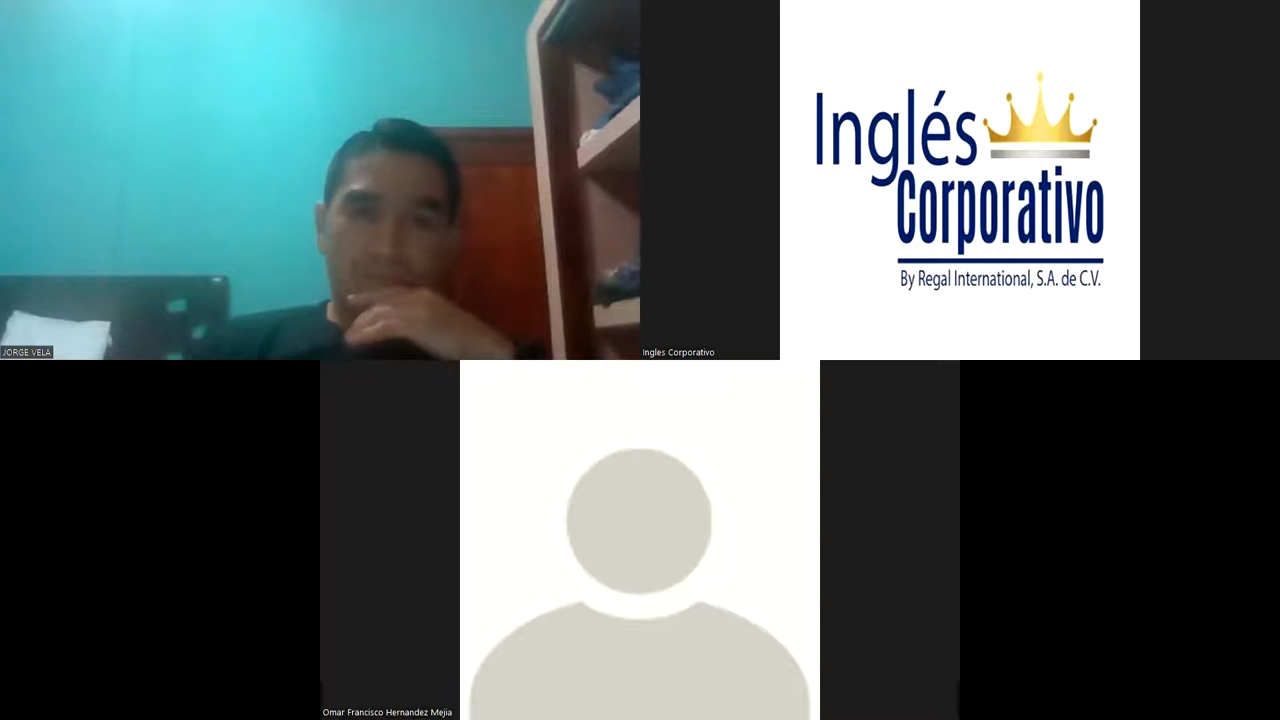 Inglés
Corporativo
By Regal International, S.A. de C.V.
JORGE VELA
Ingles Corporativo
Omar Francisco Hernandez Mejia